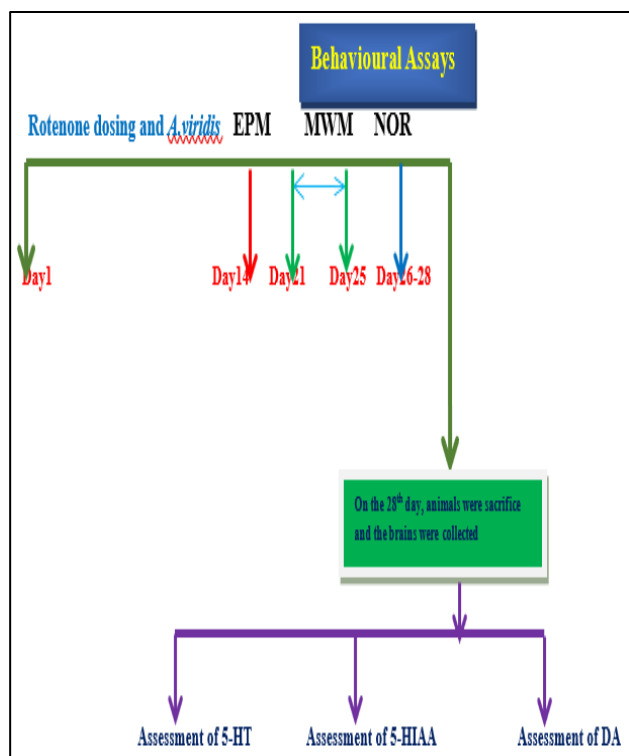 Behavioural Assays
Rotenone dosing and A.viridis EPM MWM NOR
Day1 Day14 Day21 Day25 Day26-28
On the 28th day, animals were sacrifice
and the brains were collected
Assessment of 5-HT Assessment of 5-HIAA Assessment of DA